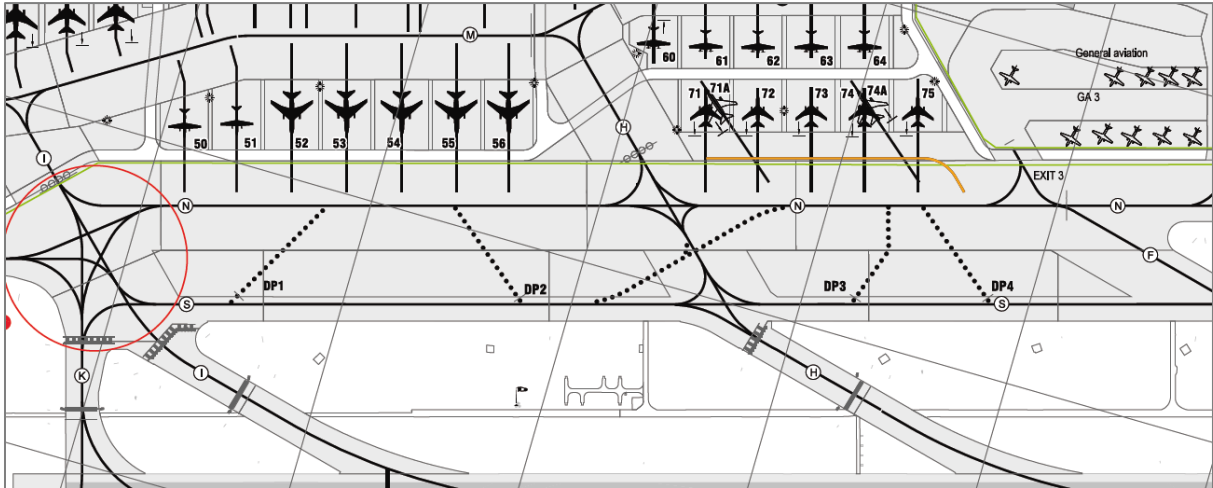 M
60
61
62
63
64
General aviation
GA 3
71
71A
72
73
74
74A
75
50
51
52
53
54
55
56
H
I
EXIT 3
N
N
N
F
DP1
DP2
DP3
DP4
S
S
K
I
H